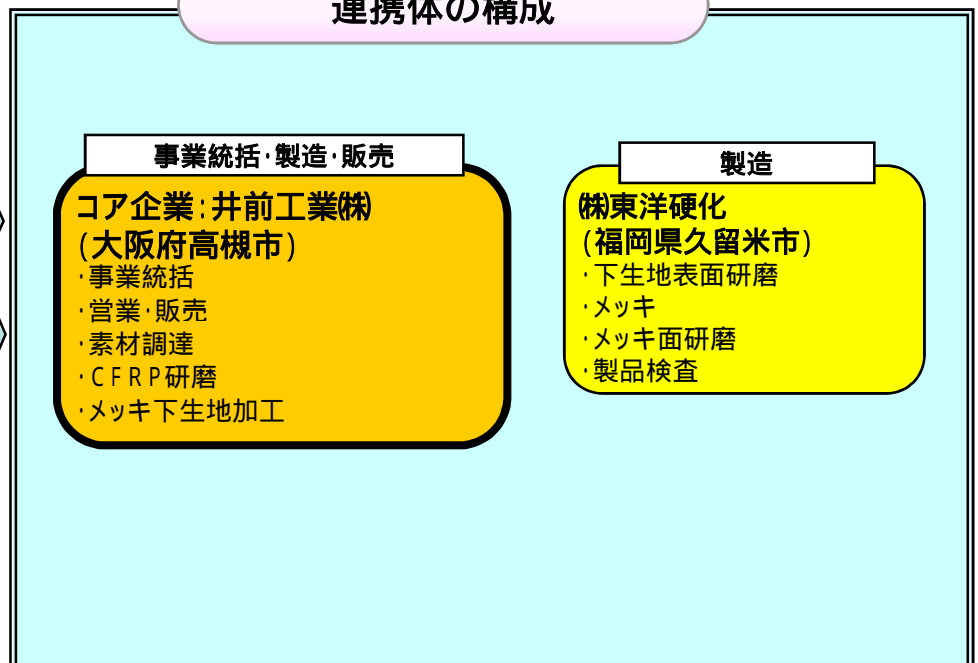 連携体の構成
事業統括･製造･販売
コア企業:井前工業㈱
(大阪府高槻市)
･事業統括
･営業･販売
･素材調達
･CFRP研磨
･メッキ下生地加工
製造
㈱東洋硬化
(福岡県久留米市)
･下生地表面研磨
･メッキ
･メッキ面研磨
･製品検査